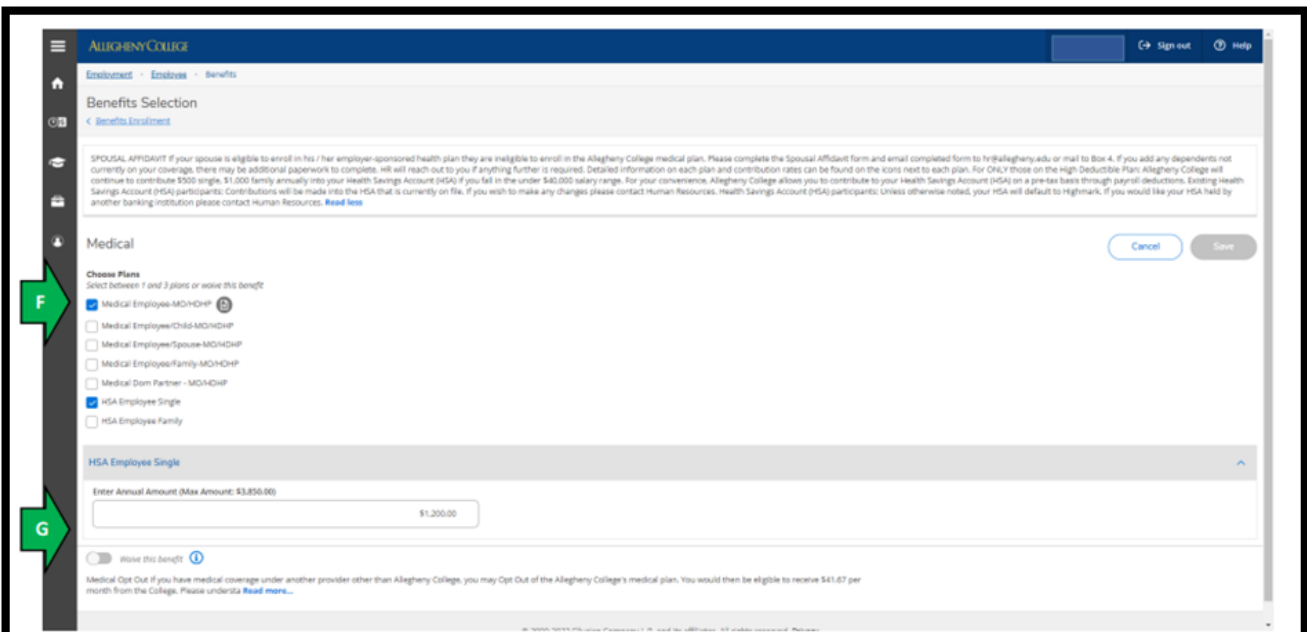 ALLEGHENY COLLEGE
Sign out
Help
Employment · Employee · Benefits
Benefits Selection
< Benefits Enrollment
SPOUSAL AFFIDAVIT If your spouse is eligible to enroll in his / her employer-sponsored health plan they are ineligible to enroll in the Allegheny College medical plan. Please complete the Spousal Affidavit form and email completed form to hr@allegheny.edu or mail to Box 4. If you add any dependents not
currently on your coverage, there may be additional paperwork to complete. HR will reach out to you if anything further is required. Detailed information on each plan and contribution rates can be found on the icons next to each plan. For ONLY those on the High Deductible Plan: Allegheny College will
continue to contribute $500 single, $1,000 family annually into your Health Savings Account (HSA) if you fall in the under $40,000 salary range. For your convenience, Allegheny College allows you to contribute to your Health Savings Account (HSA) on a pre-tax basis through payroll deductions. Existing Health
Savings Account (HSA) participants: Contributions will be made into the HSA that is currently on file. If you wish to make any changes please contact Human Resources. Health Savings Account (HSA) participants: Unless otherwise noted, your HSA will default to Highmark. If you would like your HSA held by
another banking institution please contact Human Resources. Read less
Medical
Cancel
Save
Choose Plans
Select between 1 and 3 plans or waive this benefit
F
Medical Employee-MO/HDHP
Medical Employee/Child-MO/HDHP
Medical Employee/Spouse-MO/HDHP
Medical Employee/Family-MO/HDHP
Medical Dom Partner - MO/HDHP
HSA Employee Single
HSA Employee Family
HSA Employee Single
Enter Annual Amount (Max Amount: $3,850.00)
$1,200.00
G
Waive this benefit
Medical Opt Out If you have medical coverage under another provider other than Allegheny College, you may Opt Out of the Allegheny College's medical plan. You would then be eligible to receive $41.67 per
month from the College. Please understa Read more...